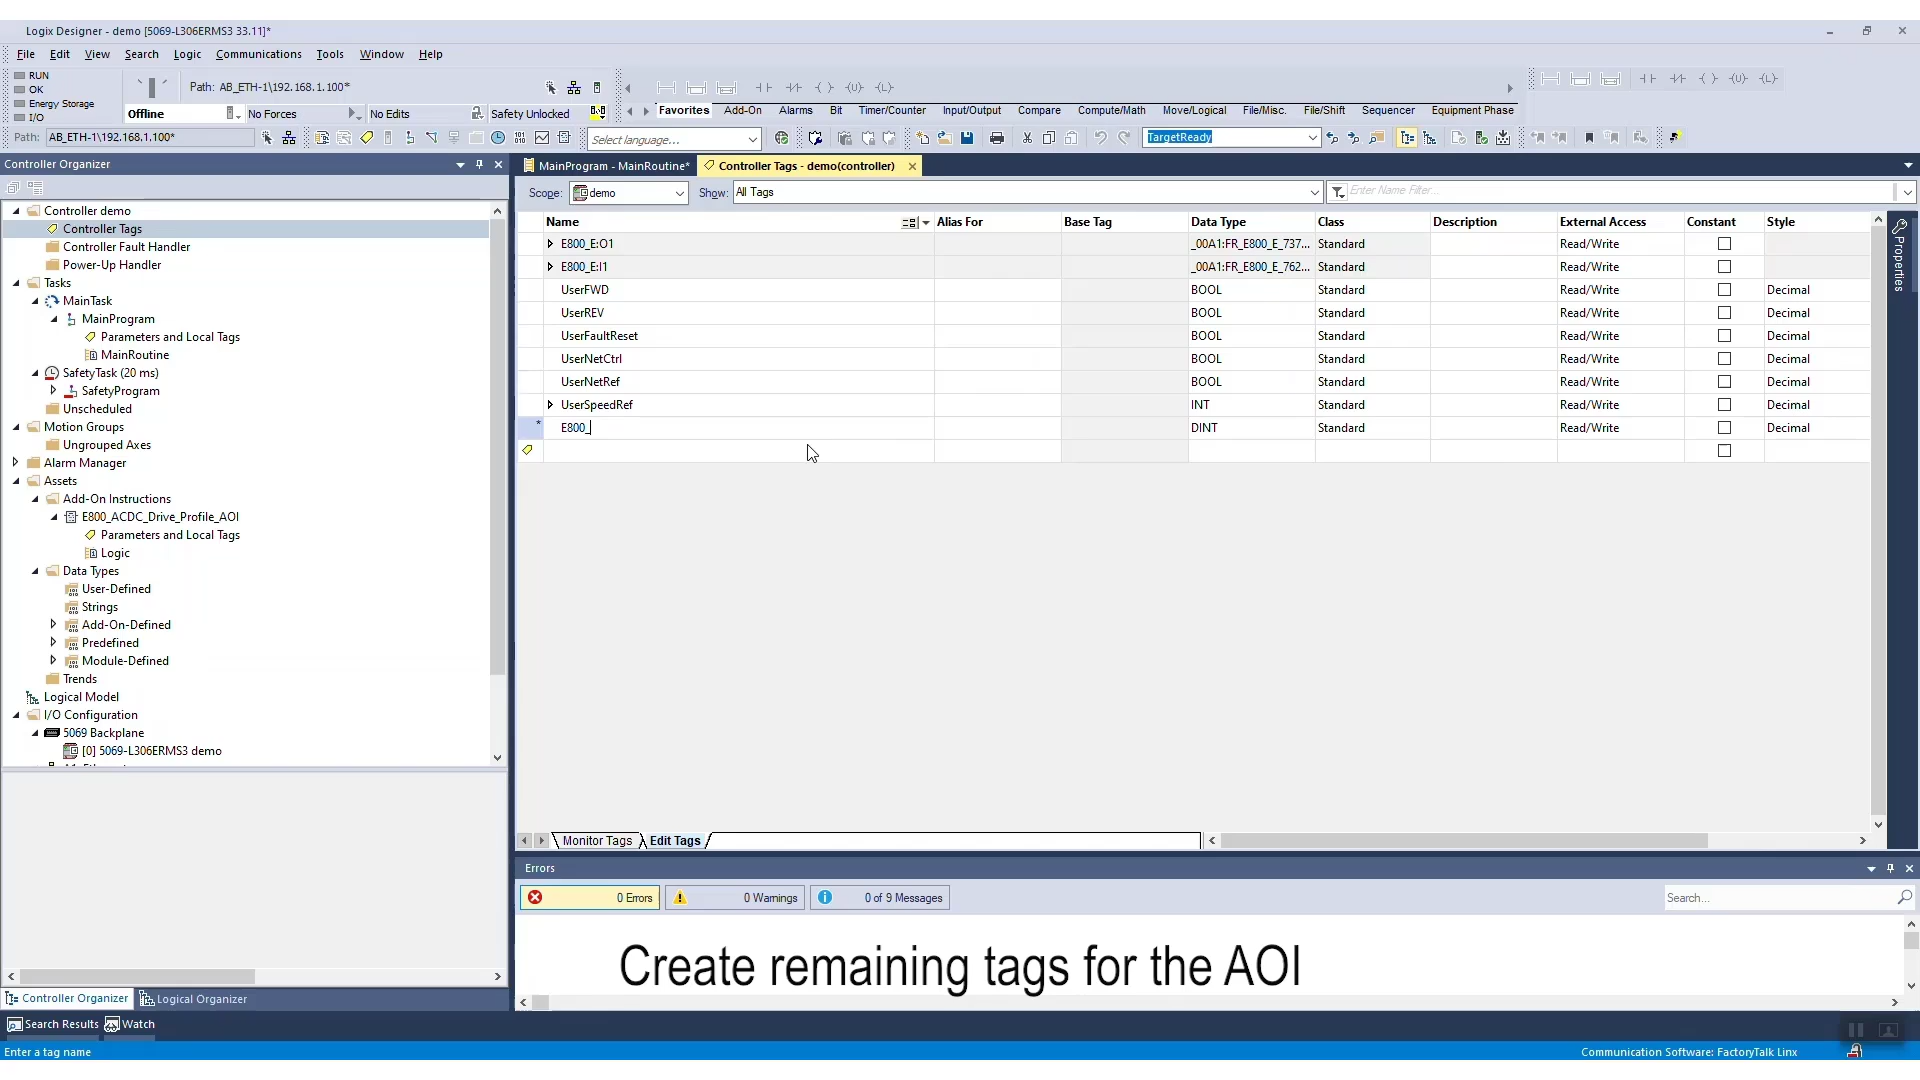 Logix Designer - demo [5069-L306ERMS3 33.11]*
File Edit View Search Logic Communications Tools Window Help
RUN
OK
Energy Storage
I/O
Path: AB_ETH-1\192.168.1.100*
Offline No Forces No Edits Safety Unlocked
Favorites Add-On Alarms Bit Timer/Counter Input/Output Compare Compute/Math Move/Logical File/Misc. File/Shift Sequencer Equipment Phase
Path: AB_ETH-1\192.168.1.100*
Select language...
TargetReady
Controller Organizer
Controller demo
Controller Tags
Controller Fault Handler
Power-Up Handler
Tasks
MainTask
MainProgram
Parameters and Local Tags
MainRoutine
SafetyTask (20 ms)
SafetyProgram
Unscheduled
Motion Groups
Ungrouped Axes
Alarm Manager
Assets
Add-On Instructions
E800_ACDC_Drive_Profile_AOI
Parameters and Local Tags
Logic
Data Types
User-Defined
Strings
Add-On-Defined
Predefined
Module-Defined
Trends
Logical Model
I/O Configuration
5069 Backplane
[0] 5069-L306ERMS3 demo
Controller Organizer Logical Organizer
MainProgram - MainRoutine* Controller Tags - demo(controller)
Scope: demo Show: All Tags Enter Name Filter...
Name Alias For Base Tag Data Type Class Description External Access Constant Style
E800_E:O1 _00A1:FR_E800_E_737... Standard Read/Write
E800_E:I1 _00A1:FR_E800_E_762... Standard Read/Write
UserFWD BOOL Standard Read/Write Decimal
UserREV BOOL Standard Read/Write Decimal
UserFaultReset BOOL Standard Read/Write Decimal
UserNetCtrl BOOL Standard Read/Write Decimal
UserNetRef BOOL Standard Read/Write Decimal
UserSpeedRef INT Standard Read/Write Decimal
E800_ DINT Standard Read/Write Decimal
Properties
Monitor Tags Edit Tags
Errors
0 Errors 0 Warnings 0 of 9 Messages Search...
Create remaining tags for the AOI
Search Results Watch
Enter a tag name Communication Software: FactoryTalk Linx